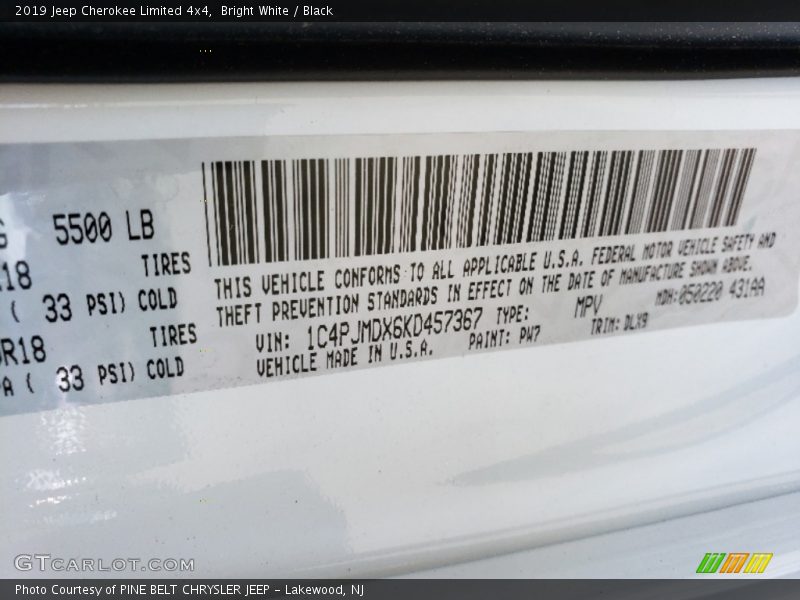 2019 Jeep Cherokee Limited 4x4, Bright White / Black
5500 LB
TIRES
( 33 PSI) COLD
R18 TIRES
( 33 PSI) COLD
THIS VEHICLE CONFORMS TO ALL APPLICABLE U.S.A. FEDERAL MOTOR VEHICLE SAFETY AND
THEFT PREVENTION STANDARDS IN EFFECT ON THE DATE OF MANUFACTURE SHOWN ABOVE.
VIN: 1C4PJMDX6KD457367 TYPE: MPV MDH:050220 431AA
VEHICLE MADE IN U.S.A. PAINT: PW7 TRIM: DLX9
GTCARLOT.COM
Photo Courtesy of PINE BELT CHRYSLER JEEP - Lakewood, NJ